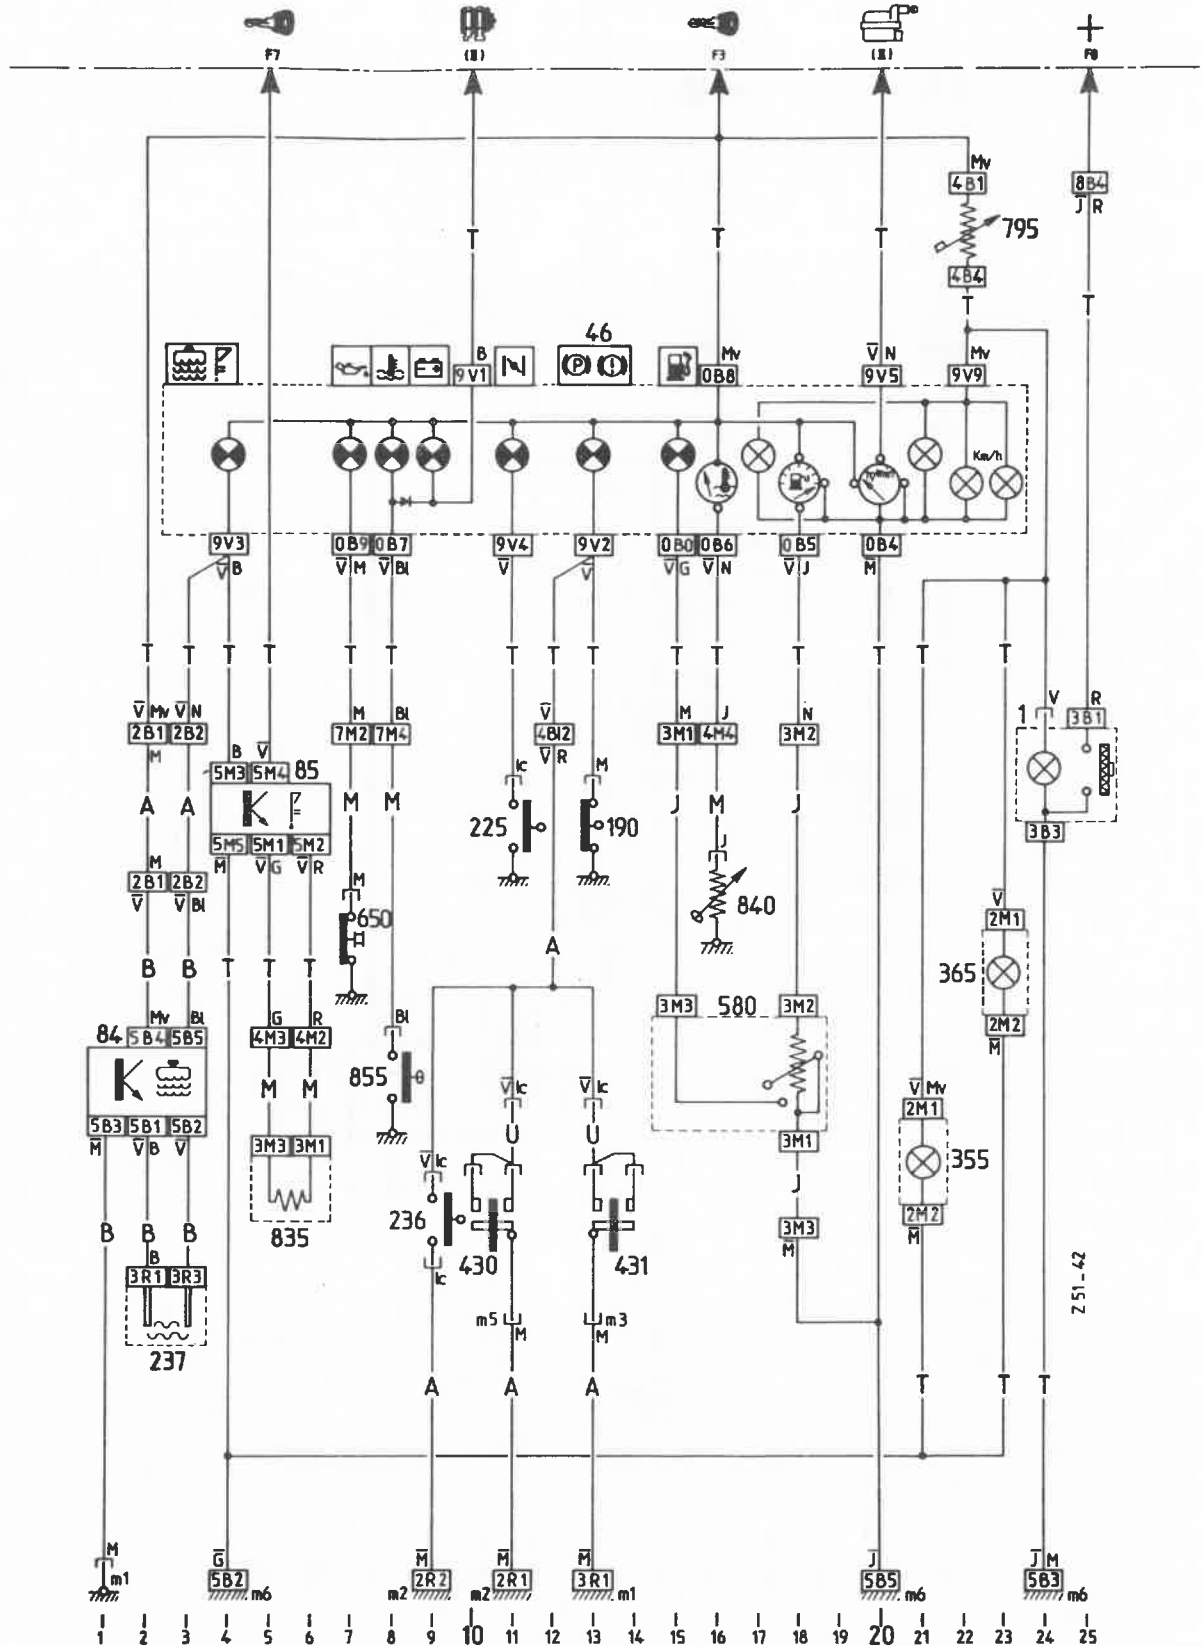 F7 (II) F3 (II) F8
Mv
4B1 8B4
J̅ R
T T T 795
4B4
T T
46
B Mv V̅ N Mv
9V1 (P) (!) 0B8 9V5 9V9
Km/h
9V3 0B9 0B7 9V4 9V2 0B0 0B6 0B5 0B4
V̅ B V̅ M V̅ Bl V̅ V̅ V̅ G V̅ N V̅ J M̅
T T T T T T T T T T T T T T T
V̅ Mv V̅ N M Bl V̅ M J N 1 V R
2B1 2B2 7M2 7M4 4B12 3M1 4M4 3M2 3B1
M B V̅ V̅ R
5M3 5M4 85 Ic M
A A M M 225 190 J M J
5M5 5M1 5M2 3B3
M M̅ V̅ G V̅ R J
2B1 2B2 M
V̅ V̅ Bl 650 840 V̅
2M1
B B T T T A 365
Mv Bl G R Bl 3M3 580 3M2
84 5B4 5B5 4M3 4M2 2M2
M̅
M M 855 V̅ Ic V̅ Ic V̅ Mv
5B3 5B1 5B2 2M1
M̅ V̅ B V̅ 3M3 3M1 U U 3M1
V̅ Ic 355
J
B B B 835 236 2M2
B 3M3 M̅
3R1 3R3 Ic 430 431 M̅
237 m5 M m3 M
Z 51-42
A A A T T T
M G̅ M̅ M̅ M̅ J̅ J̅ M
m1 5B2 m6 m2 2R2 m2 2R1 3R1 m1 5B5 m6 5B3 m6
1 2 3 4 5 6 7 8 9 10 11 12 13 14 15 16 17 18 19 20 21 22 23 24 25